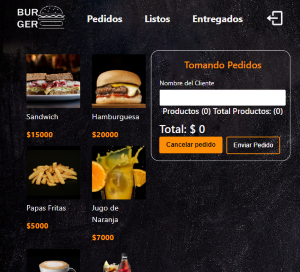 BUR
GER
Pedidos Listos Entregados
Sandwich
$15000
Hamburguesa
$20000
Papas Fritas
$5000
Jugo de
Naranja
$7000
Tomando Pedidos
Nombre del Cliente
Productos (0) Total Productos: (0)
Total: $ 0
Cancelar pedido Enviar Pedido